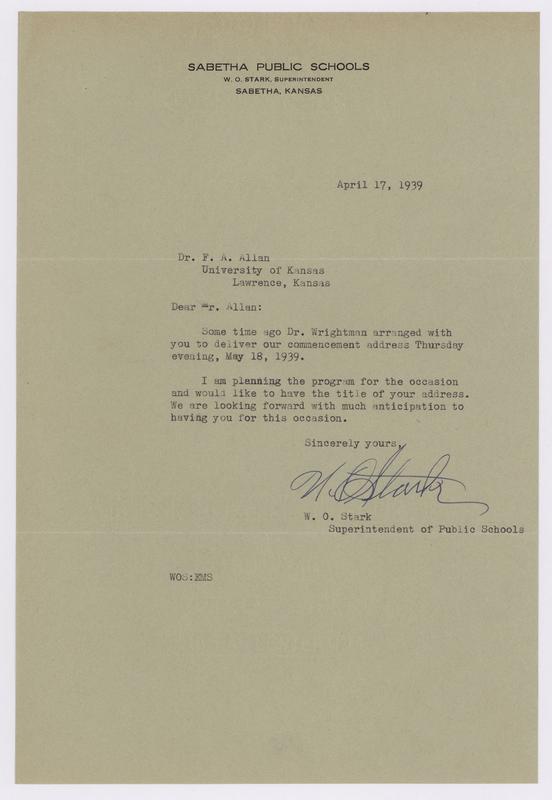 SABETHA PUBLIC SCHOOLS
W. O. STARK, SUPERINTENDENT
SABETHA, KANSAS
April 17, 1939
Dr. F. A. Allan
University of Kansas
Lawrence, Kansas
Dear Mr. Allan:
Some time ago Dr. Wrightman arranged with
you to deliver our commencement address Thursday
evening, May 18, 1939.
I am planning the program for the occasion
and would like to have the title of your address.
We are looking forward with much anticipation to
having you for this occasion.
Sincerely yours,
W. O. Stark
W. O. Stark
Superintendent of Public Schools
WOS:EMS